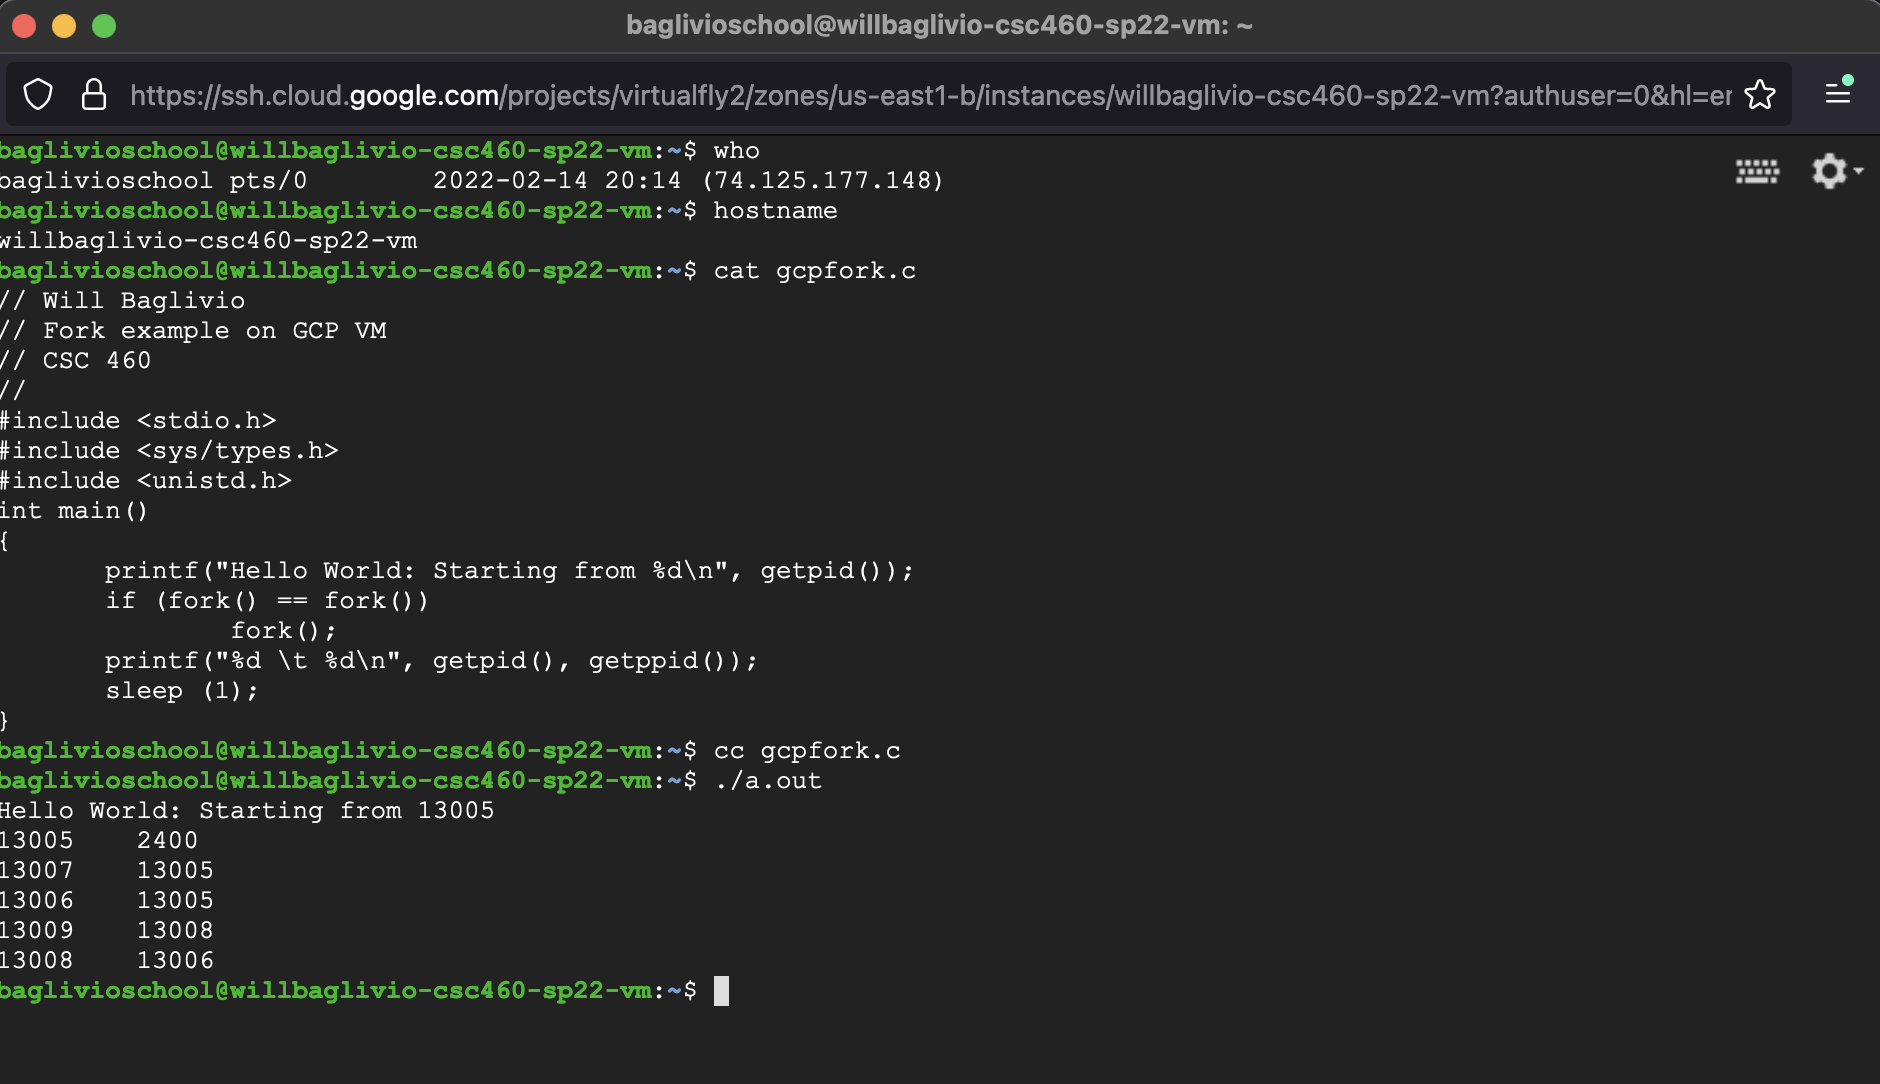 baglivioschool@willbaglivio-csc460-sp22-vm: ~
https://ssh.cloud.google.com/projects/virtualfly2/zones/us-east1-b/instances/willbaglivio-csc460-sp22-vm?authuser=0&hl=er
baglivioschool@willbaglivio-csc460-sp22-vm:~$ who
baglivioschool pts/0        2022-02-14 20:14 (74.125.177.148)
baglivioschool@willbaglivio-csc460-sp22-vm:~$ hostname
willbaglivio-csc460-sp22-vm
baglivioschool@willbaglivio-csc460-sp22-vm:~$ cat gcpfork.c
// Will Baglivio
// Fork example on GCP VM
// CSC 460
//
#include <stdio.h>
#include <sys/types.h>
#include <unistd.h>
int main()
{
       printf("Hello World: Starting from %d\n", getpid());
       if (fork() == fork())
               fork();
       printf("%d \t %d\n", getpid(), getppid());
       sleep (1);
}
baglivioschool@willbaglivio-csc460-sp22-vm:~$ cc gcpfork.c
baglivioschool@willbaglivio-csc460-sp22-vm:~$ ./a.out
Hello World: Starting from 13005
13005    2400
13007    13005
13006    13005
13009    13008
13008    13006
baglivioschool@willbaglivio-csc460-sp22-vm:~$